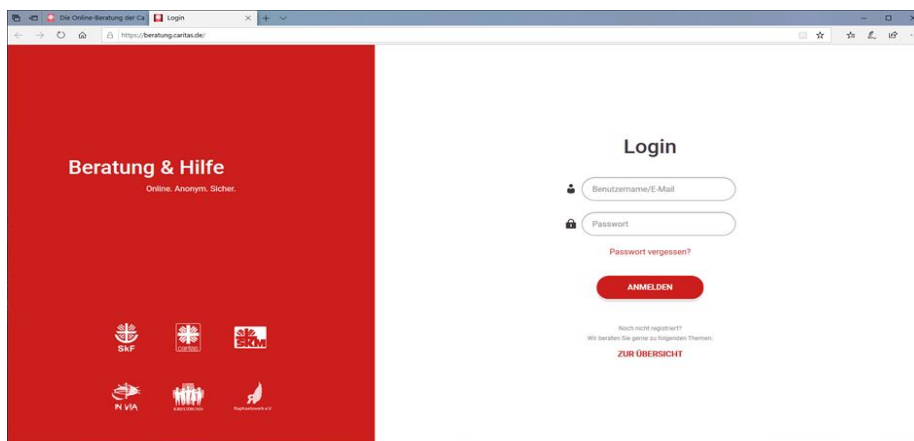 Die Online-Beratung der Ca
Login
https://beratung.caritas.de/
Beratung & Hilfe
Online. Anonym. Sicher.
SkF
caritas
SKM
IN VIA
KREUZBUND
Raphaelswerk e.V.
Login
Benutzername/E-Mail
Passwort
Passwort vergessen?
ANMELDEN
Noch nicht registriert?
Wir beraten Sie gerne zu folgenden Themen.
ZUR ÜBERSICHT